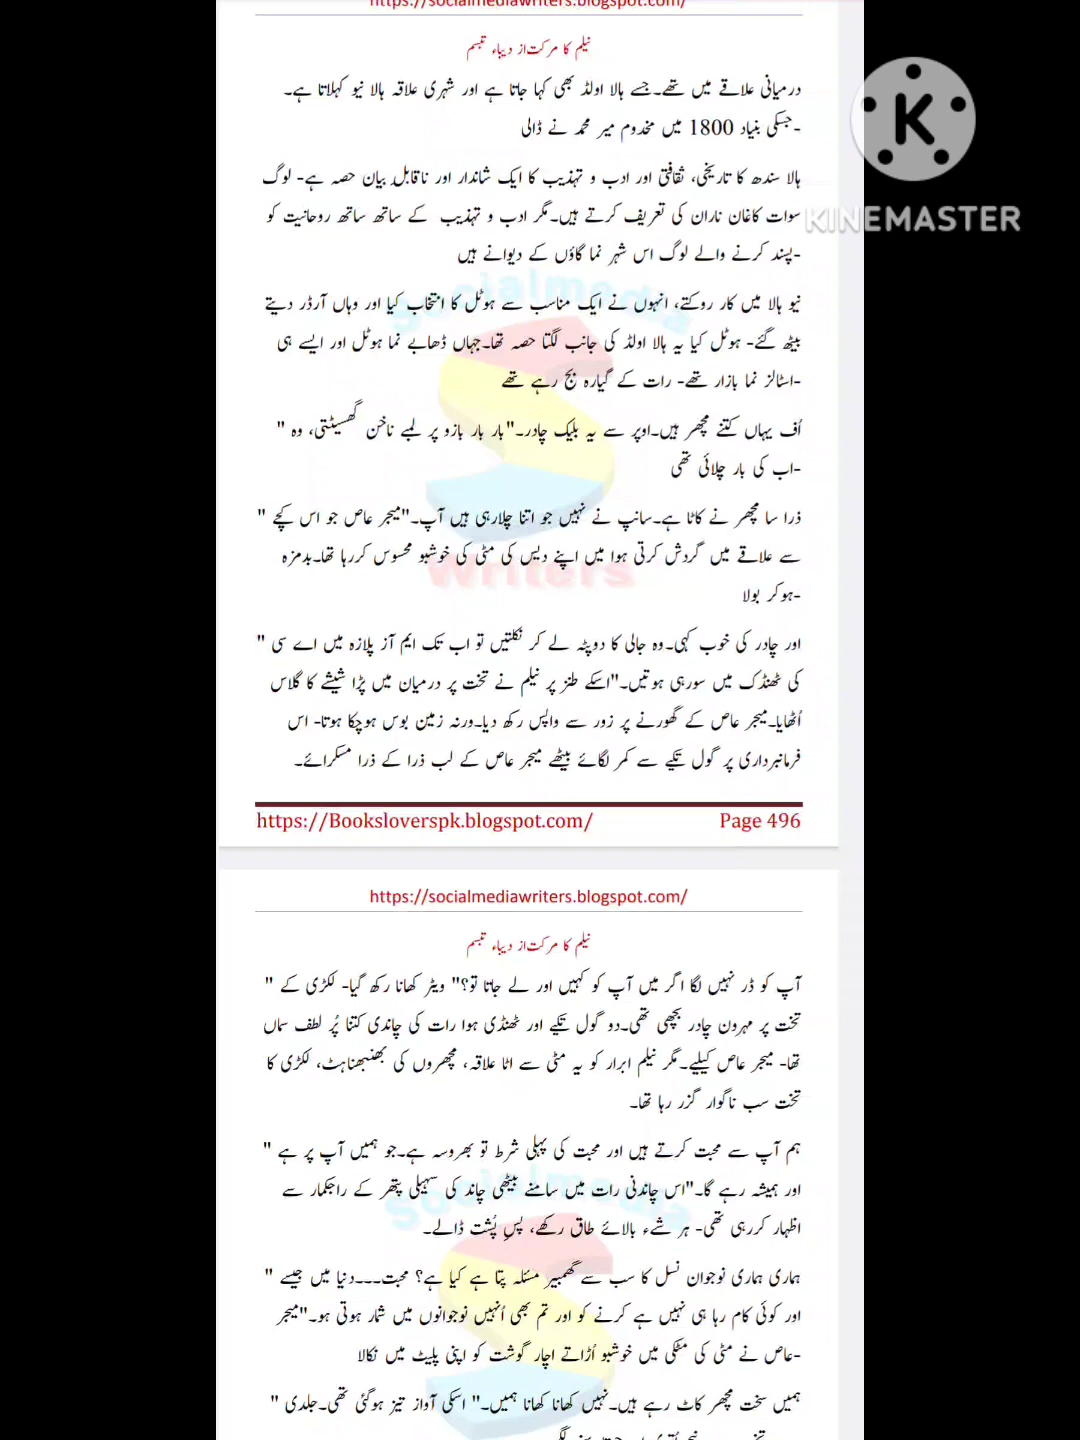 https://socialmediawriters.blogspot.com/
نیلم کا مرکت از دیباء تبسم
درمیانی علاقے میں تھے۔جسے ہالا اولڈ بھی کہا جاتا ہے اور شہری علاقہ ہالا نیو کہلاتا ہے۔
-جسکی بنیاد 1800 میں مخدوم میر محمد نے ڈالی
ہالا سندھ کا تاریخی، ثقافتی اور ادب و تہذیب کا ایک شاندار اور ناقابلِ بیان حصہ ہے- لوگ
سوات کاغان ناران کی تعریف کرتے ہیں۔مگر ادب و تہذیب کے ساتھ ساتھ روحانیت کو
-پسند کرنے والے لوگ اس شہر نما گاؤں کے دیوانے ہیں
نیو ہالا میں کار روکتے، انہوں نے ایک مناسب سے ہوٹل کا انتخاب کیا اور وہاں آرڈر دیتے
بیٹھ گئے- ہوٹل کیا یہ ہالا اولڈ کی جانب لگتا حصہ تھا۔جہاں ڈھابے نما ہوٹل اور ایسے ہی
-اسٹالز نما بازار تھے- رات کے گیارہ بج رہے تھے
اُف یہاں کتنے مچھر ہیں۔اوپر سے یہ بلیک چادر۔"بار بار بازو پر لمبے ناخن گھسیٹتی، وہ "
-اب کی بار چلائی تھی
ذرا سا مچھر نے کاٹا ہے۔سانپ نے نہیں جو اتنا چلارہی ہیں آپ۔"میجر عاص جو اس کچے "
سے علاقے میں گردش کرتی ہوا میں اپنے دیس کی مٹی کی خوشبو محسوس کررہا تھا۔بدمزہ
-ہوکر بولا
اور چادر کی خوب کہی۔وہ جالی کا دوپٹہ لے کر نکلتیں تو اب تک ایم آز پلازہ میں اے سی "
کی ٹھنڈک میں سورہی ہوتیں۔"اسکے طنز پر نیلم نے تخت پر درمیان میں پڑا شیشے کا گلاس
اُٹھایا۔میجر عاص کے گھورنے پر زور سے واپس رکھ دیا۔ورنہ زمین بوس ہوچکا ہوتا- اس
فرمانبرداری پر گول تکیے سے کمر لگائے بیٹھے میجر عاص کے لب ذرا کے ذرا مسکرائے۔
https://Booksloverspk.blogspot.com/ Page 496
https://socialmediawriters.blogspot.com/
نیلم کا مرکت از دیباء تبسم
آپ کو ڈر نہیں لگا اگر میں آپ کو کہیں اور لے جاتا تو؟" ویٹر کھانا رکھ گیا- لکڑی کے "
تخت پر مہرون چادر بچھی تھی۔دو گول تکیے اور ٹھنڈی ہوا رات کی چاندی کتنا پُر لطف سماں
تھا- میجر عاص کیلیے۔مگر نیلم ابرار کو یہ مٹی سے اٹا علاقہ، مچھروں کی بھنبھناہٹ، لکڑی کا
تخت سب ناگوار گزر رہا تھا۔
ہم آپ سے محبت کرتے ہیں اور محبت کی پہلی شرط تو بھروسہ ہے۔جو ہمیں آپ پر ہے "
اور ہمیشہ رہے گا۔"اس چاندنی رات میں سامنے بیٹھی چاند کی سہیلی پتھر کے راجکمار سے
اظہار کررہی تھی- ہر شےء بالائے طاق رکھے، پسِ پُشت ڈالے۔
ہماری ہماری نوجوان نسل کا سب سے گھمبیر مسئلہ پتا ہے کیا ہے؟ محبت۔۔۔دنیا میں جیسے "
اور کوئی کام رہا ہی نہیں ہے کرنے کو اور تم بھی اُنہیں نوجوانوں میں شمار ہوتی ہو۔"میجر
-عاص نے مٹی کی مٹکی میں خوشبو اُڑاتے اچار گوشت کو اپنی پلیٹ میں نکالا
ہمیں سخت مچھر کاٹ رہے ہیں۔نہیں کھانا کھانا ہمیں۔" اسکی آواز تیز ہوگئی تھی۔جلدی "
KINEMASTER
Socialmedia
Writers
Socialmedia